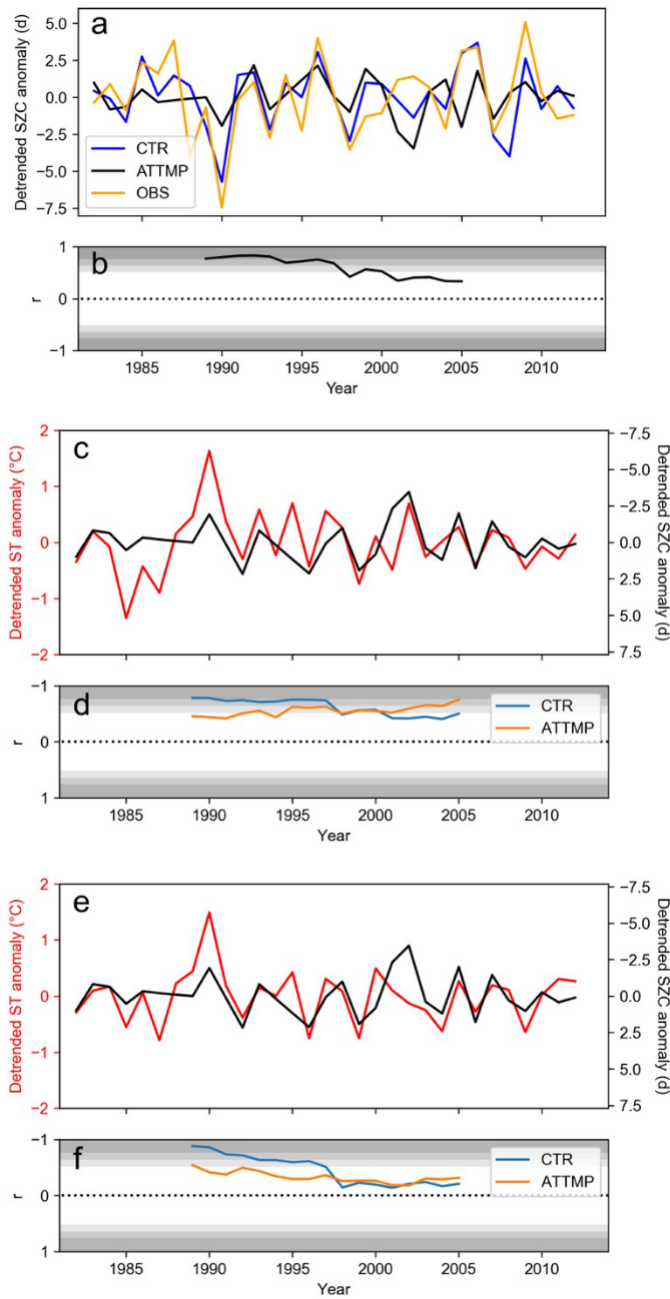 a
Detrended SZC anomaly (d)
5.0
2.5
0.0
-2.5
-5.0
-7.5
CTR
ATTMP
OBS
b
r
1
0
-1
1985 1990 1995 2000 2005 2010
Year
c
Detrended ST anomaly (°C)
2
1
0
-1
-2
Detrended SZC anomaly (d)
-7.5
-5.0
-2.5
0.0
2.5
5.0
7.5
d
r
-1
0
1
CTR
ATTMP
1985 1990 1995 2000 2005 2010
Year
e
Detrended ST anomaly (°C)
2
1
0
-1
-2
Detrended SZC anomaly (d)
-7.5
-5.0
-2.5
0.0
2.5
5.0
7.5
f
r
-1
0
1
CTR
ATTMP
1985 1990 1995 2000 2005 2010
Year